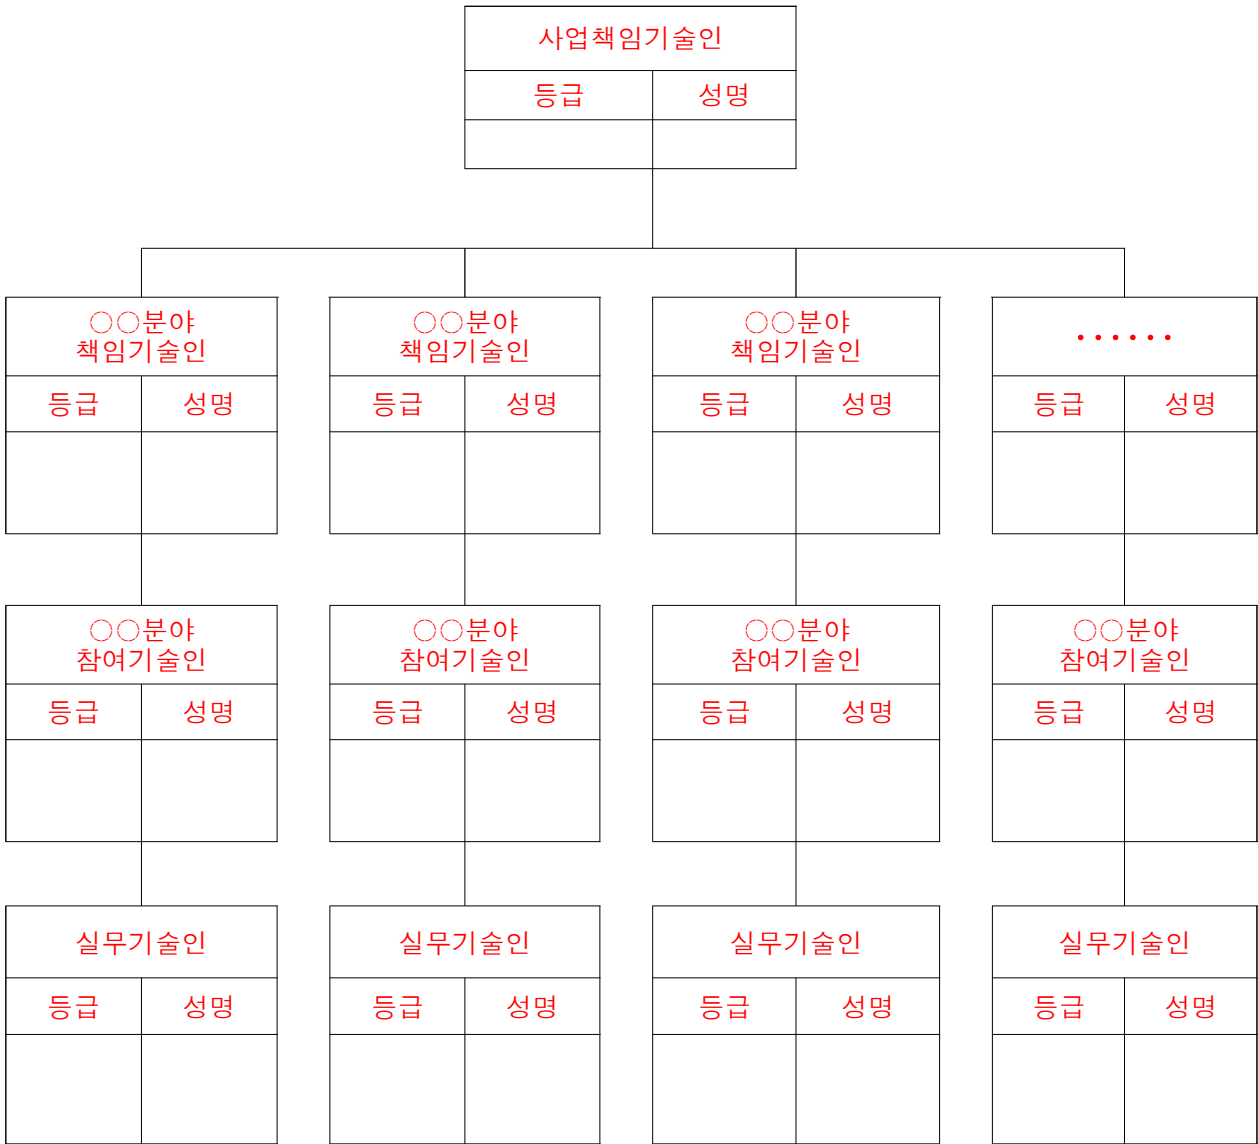 사업책임기술인
등급 성명
○○분야 ○○분야 ○○분야 ······
책임기술인 책임기술인 책임기술인
등급 성명 등급 성명 등급 성명 등급 성명
○○분야 ○○분야 ○○분야 ○○분야
참여기술인 참여기술인 참여기술인 참여기술인
등급 성명 등급 성명 등급 성명 등급 성명
실무기술인 실무기술인 실무기술인 실무기술인
등급 성명 등급 성명 등급 성명 등급 성명